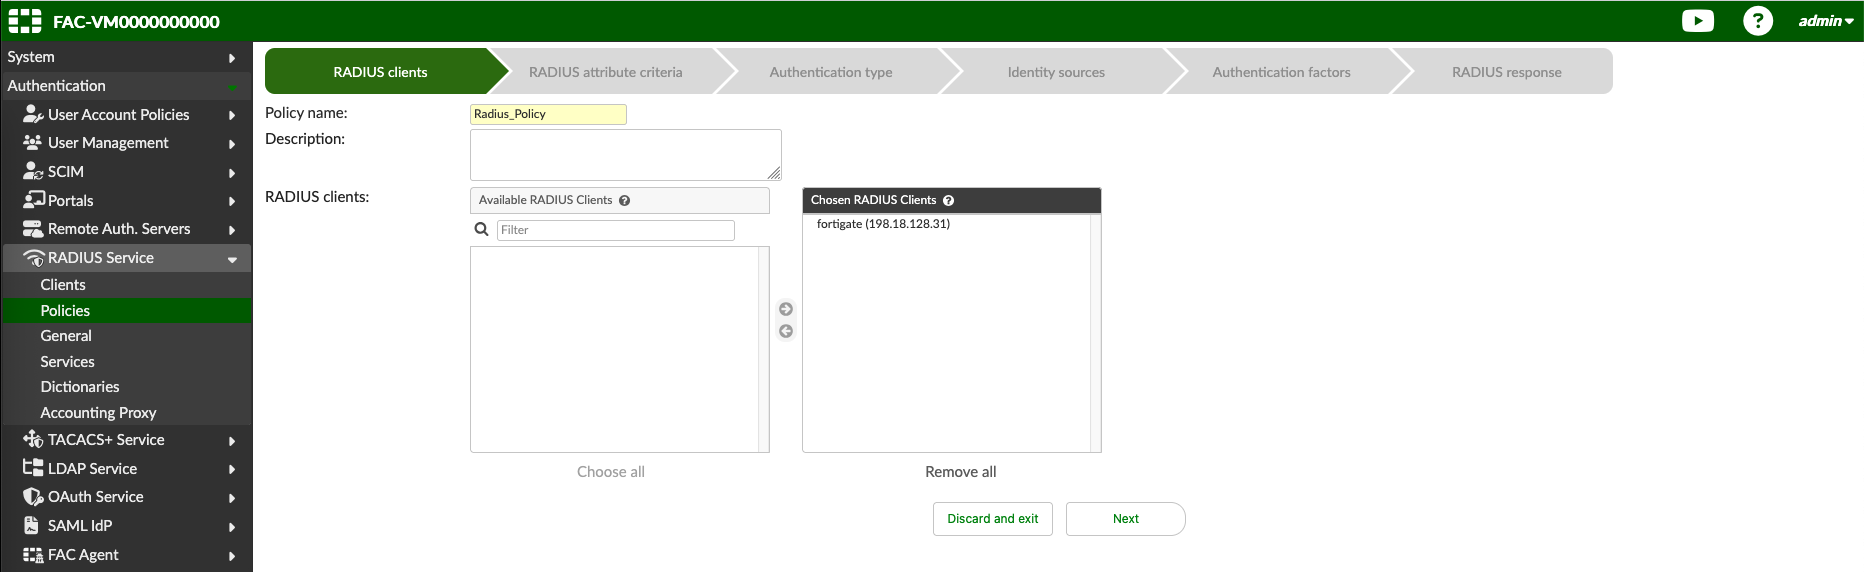 FAC-VM0000000000
admin
System
Authentication
User Account Policies
User Management
SCIM
Portals
Remote Auth. Servers
RADIUS Service
Clients
Policies
General
Services
Dictionaries
Accounting Proxy
TACACS+ Service
LDAP Service
OAuth Service
SAML IdP
FAC Agent
RADIUS clients
RADIUS attribute criteria
Authentication type
Identity sources
Authentication factors
RADIUS response
Policy name:
Radius_Policy
Description:
RADIUS clients:
Available RADIUS Clients
Filter
Choose all
Chosen RADIUS Clients
fortigate (198.18.128.31)
Remove all
Discard and exit
Next